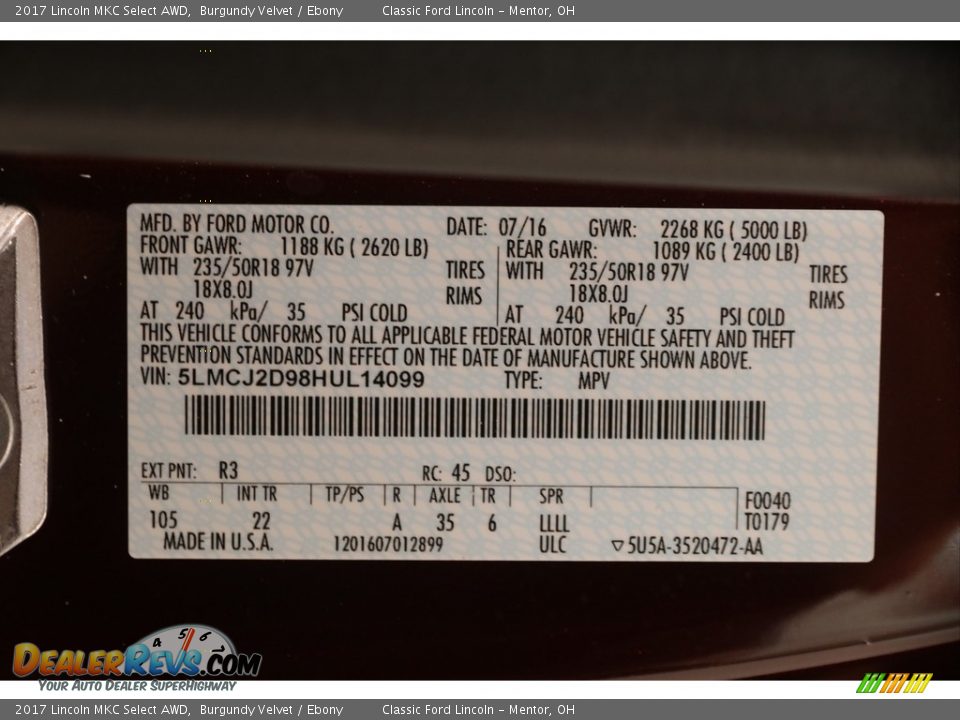 2017 Lincoln MKC Select AWD, Burgundy Velvet / Ebony Classic Ford Lincoln - Mentor, OH
MFD. BY FORD MOTOR CO. DATE: 07/16 GVWR: 2268 KG ( 5000 LB)
FRONT GAWR: 1188 KG ( 2620 LB) REAR GAWR: 1089 KG ( 2400 LB)
WITH 235/50R18 97V TIRES WITH 235/50R18 97V TIRES
18X8.0J RIMS 18X8.0J RIMS
AT 240 kPa/ 35 PSI COLD AT 240 kPa/ 35 PSI COLD
THIS VEHICLE CONFORMS TO ALL APPLICABLE FEDERAL MOTOR VEHICLE SAFETY AND THEFT
PREVENTION STANDARDS IN EFFECT ON THE DATE OF MANUFACTURE SHOWN ABOVE.
VIN: 5LMCJ2D98HUL14099 TYPE: MPV
EXT PNT: R3 RC: 45 DSO:
WB INT TR TP/PS R AXLE TR SPR F0040
105 22 A 35 6 LLLL T0179
MADE IN U.S.A. 1201607012899 ULC ▽5U5A-3520472-AA
4 5 6
DEALERREVS.COM
YOUR AUTO DEALER SUPERHIGHWAY
2017 Lincoln MKC Select AWD, Burgundy Velvet / Ebony Classic Ford Lincoln - Mentor, OH